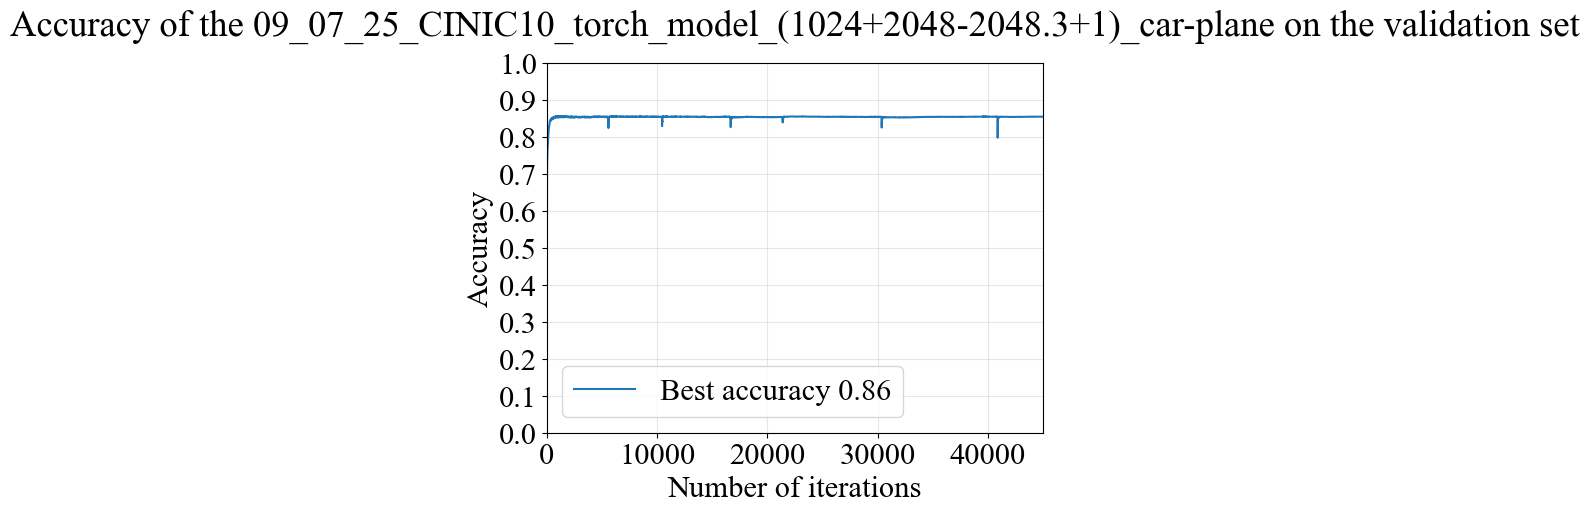 Accuracy of the 09_07_25_CINIC10_torch_model_(1024+2048-2048.3+1)_car-plane on the validation set
1.0
0.9
0.8
0.7
0.6
0.5
0.4
0.3
0.2
0.1
0.0
Accuracy
Best accuracy 0.86
0 10000 20000 30000 40000
Number of iterations